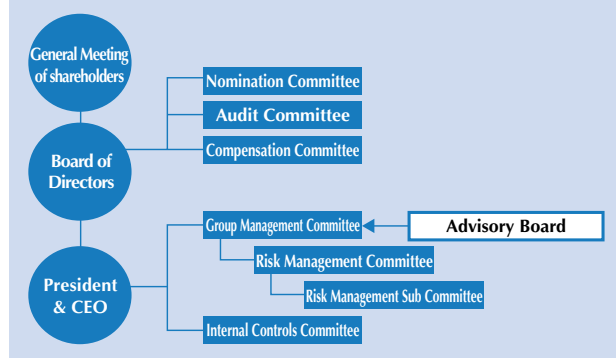 General Meeting
of shareholders
Nomination Committee
Audit Committee
Compensation Committee
Board of
Directors
Group Management Committee
Advisory Board
Risk Management Committee
President
& CEO
Risk Management Sub Committee
Internal Controls Committee